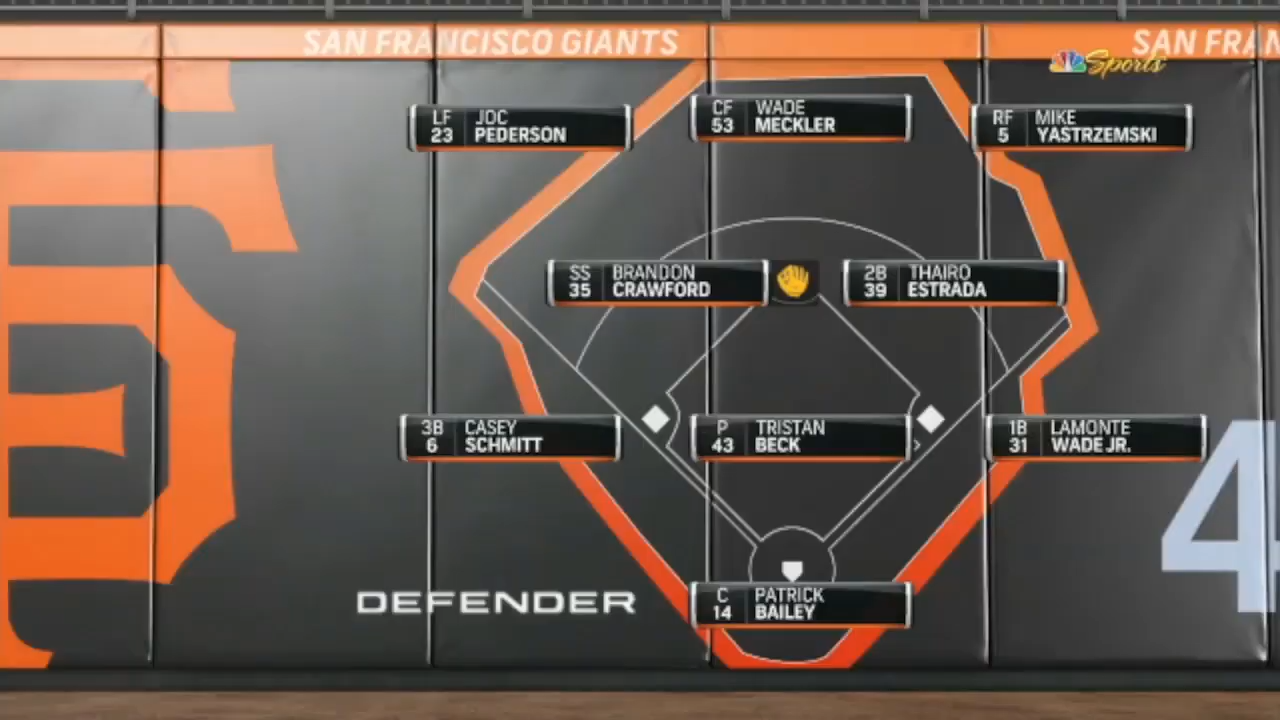 SAN FRANCISCO GIANTS
SAN FRAN
Sports
LF JOC
23 PEDERSON
CF WADE
53 MECKLER
RF MIKE
5 YASTRZEMSKI
SS BRANDON
35 CRAWFORD
2B THAIRO
39 ESTRADA
3B CASEY
6 SCHMITT
P TRISTAN
43 BECK
1B LAMONTE
31 WADE JR.
4
DEFENDER
C PATRICK
14 BAILEY